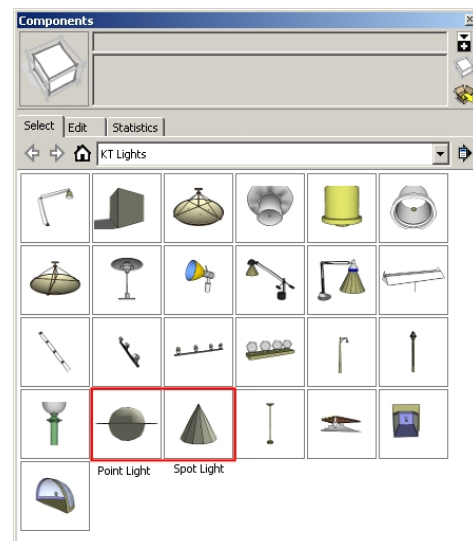 Components
Select Edit Statistics
KT Lights
Point Light Spot Light